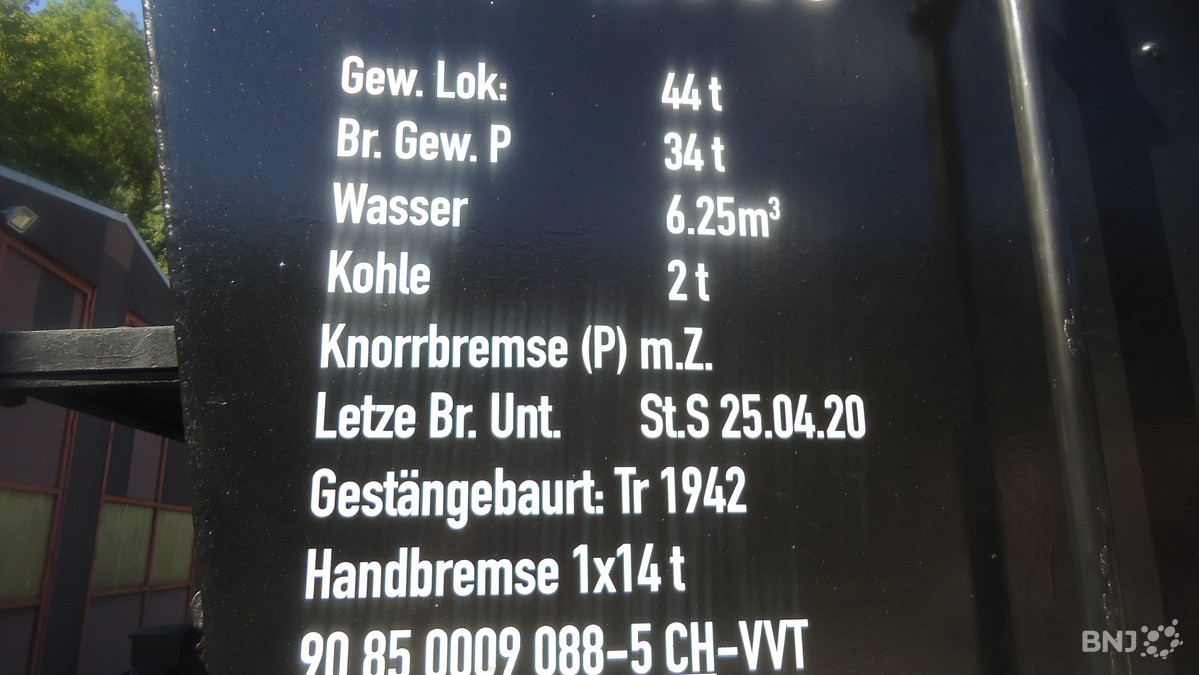 Gew. Lok: 44 t
Br. Gew. P 34 t
Wasser 6.25m³
Kohle 2 t
Knorrbremse (P) m.Z.
Letze Br. Unt. St.S 25.04.20
Gestängebaurt: Tr 1942
Handbremse 1x14 t
90 85 0009 088-5 CH-VVT
BNJ